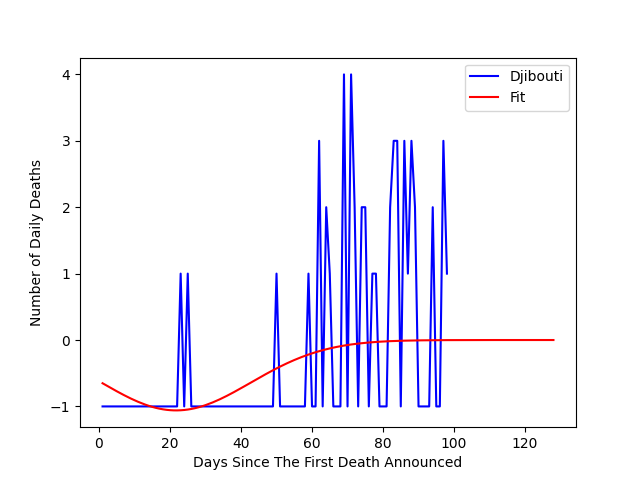 Djibouti
Fit
Number of Daily Deaths
4
3
2
1
0
−1
0 20 40 60 80 100 120
Days Since The First Death Announced